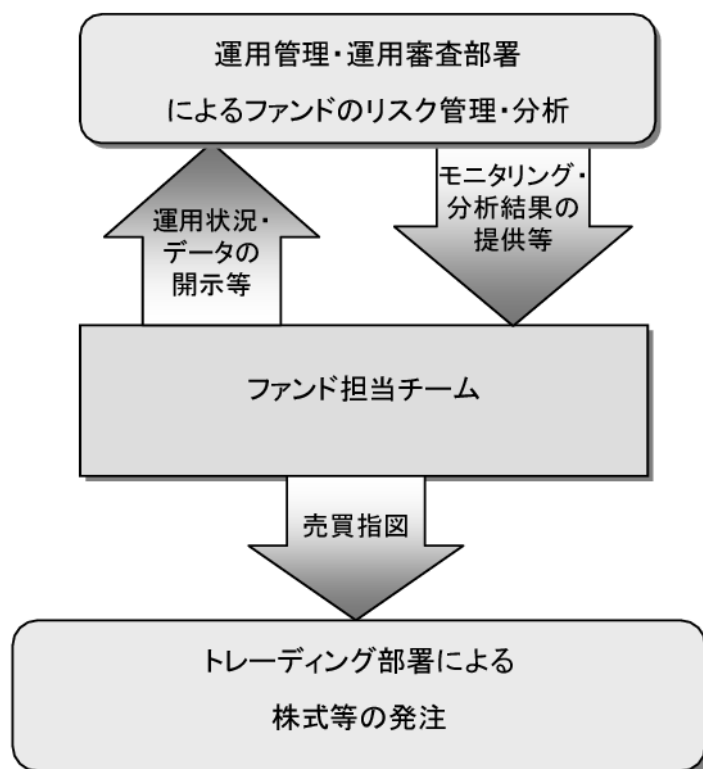 運用管理・運用審査部署
によるファンドのリスク管理・分析
運用状況・
データの
開示等
モニタリング・
分析結果の
提供等
ファンド担当チーム
売買指図
トレーディング部署による
株式等の発注